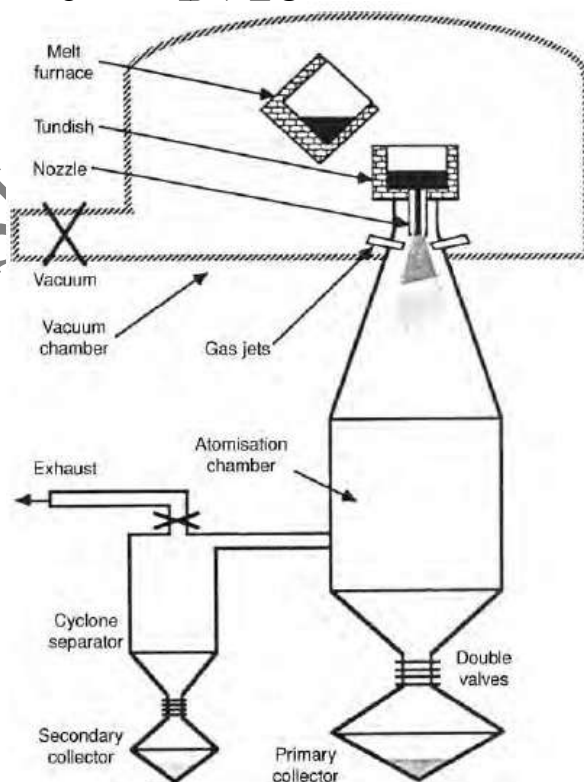 Melt
furnace
Tundish
Nozzle
Vacuum
Vacuum
chamber
Gas jets
Atomisation
chamber
Exhaust
Cyclone
separator
Double
valves
Secondary
collector
Primary
collector